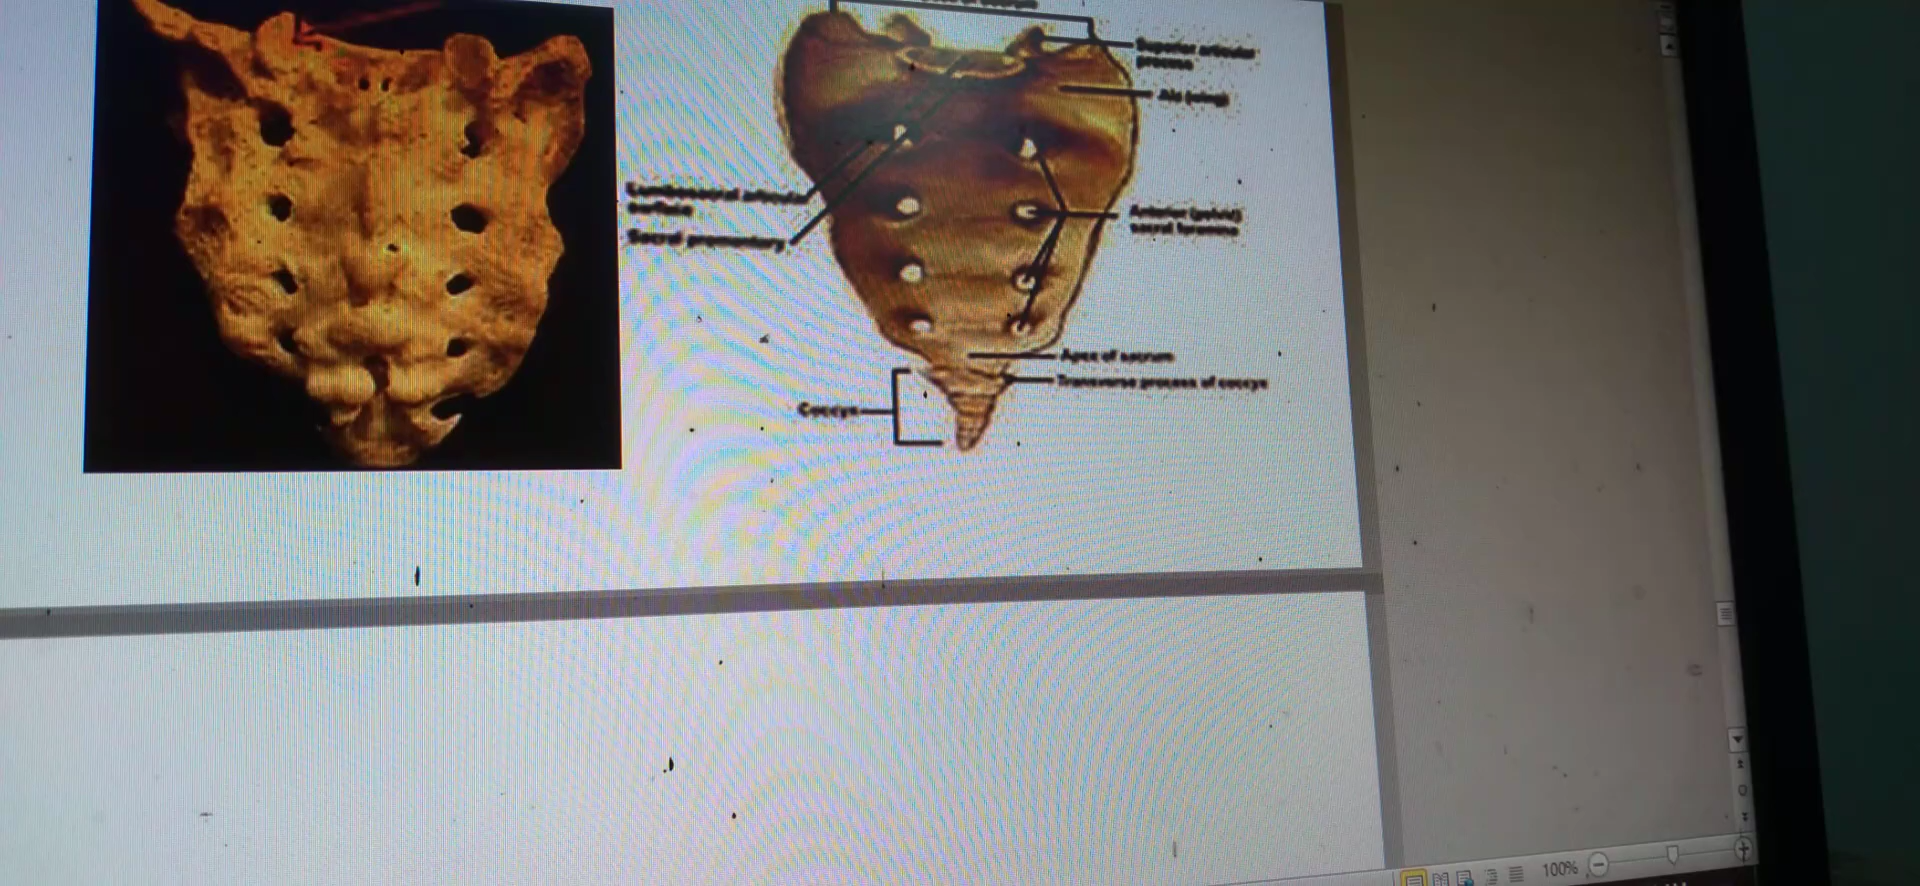 Superior articular
process
Ala (wing)
Lumbosacral articular
surface
Sacral promontory
Anterior (pelvic)
sacral foramina
Apex of sacrum
Transverse process of coccyx
Coccyx
100%